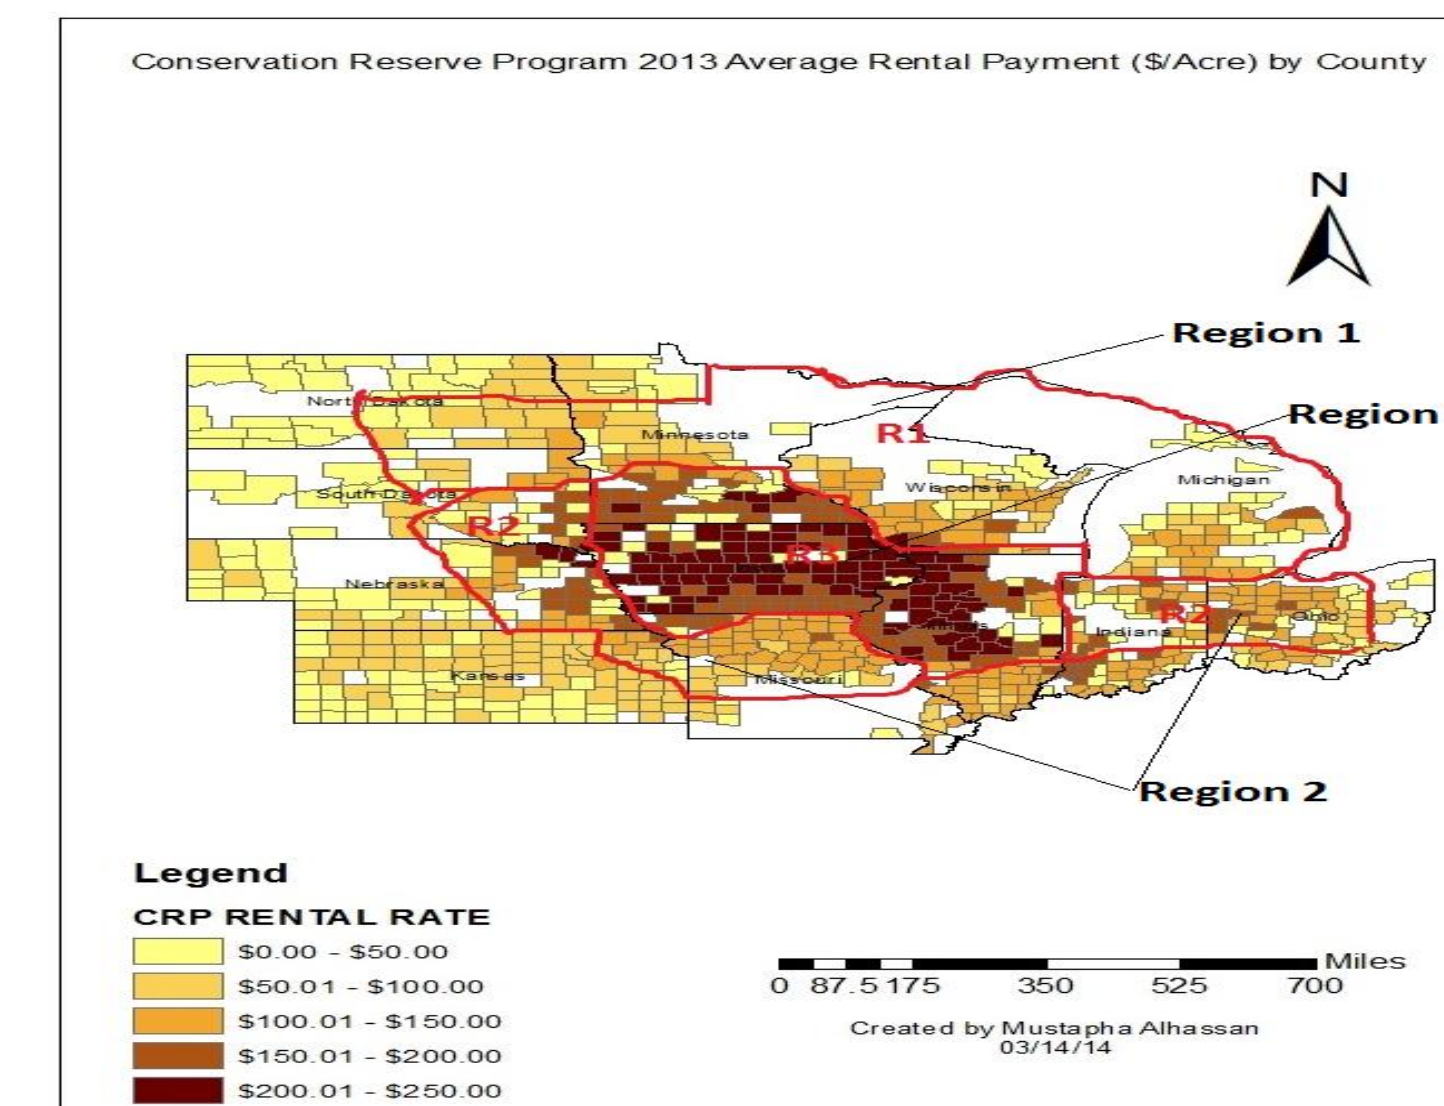 Conservation Reserve Program 2013 Average Rental Payment ($/Acre) by County
N
Region 1
Region
North Dakota
Minnesota
R1
Michigan
Wisconsin
South Dakota
R2
R3
Nebraska
R2
Ohio
Indiana
Kansas
Missouri
Region 2
Legend
CRP RENTAL RATE
$0.00 - $50.00
$50.01 - $100.00
$100.01 - $150.00
$150.01 - $200.00
$200.01 - $250.00
Miles
0 87.5 175 350 525 700
Created by Mustapha Alhassan
03/14/14